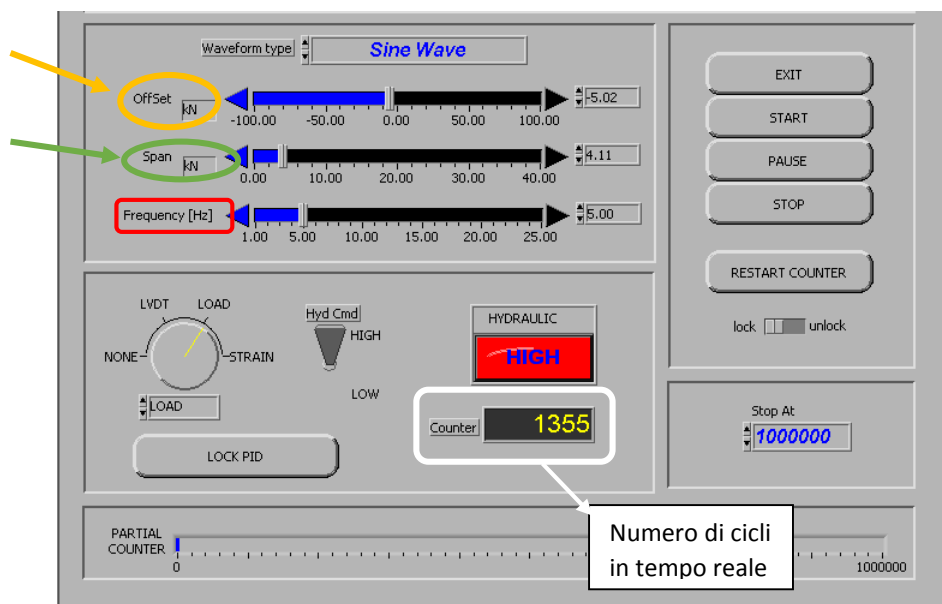 Waveform type Sine Wave
OffSet kN -5.02
-100.00 -50.00 0.00 50.00 100.00
Span kN 4.11
0.00 10.00 20.00 30.00 40.00
Frequency [Hz] 5.00
1.00 5.00 10.00 15.00 20.00 25.00
EXIT
START
PAUSE
STOP
RESTART COUNTER
lock unlock
LVDT LOAD
NONE STRAIN
LOAD
LOCK PID
Hyd Cmd
HIGH
LOW
HYDRAULIC
HIGH
Counter 1355
Stop At
1000000
Numero di cicli
in tempo reale
PARTIAL
COUNTER
0 1000000